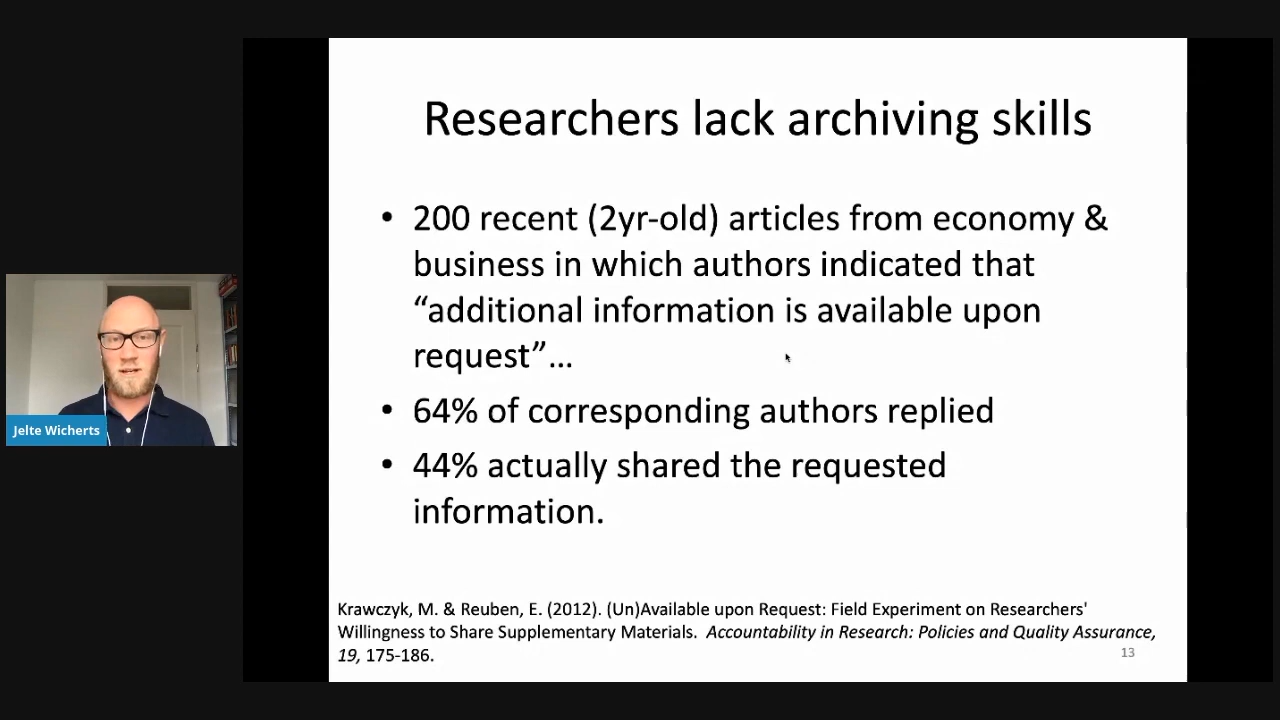 Researchers lack archiving skills
• 200 recent (2yr-old) articles from economy &
business in which authors indicated that
“additional information is available upon
request”...
• 64% of corresponding authors replied
• 44% actually shared the requested
information.
Krawczyk, M. & Reuben, E. (2012). (Un)Available upon Request: Field Experiment on Researchers'
Willingness to Share Supplementary Materials. Accountability in Research: Policies and Quality Assurance,
19, 175-186.
13
Jelte Wicherts